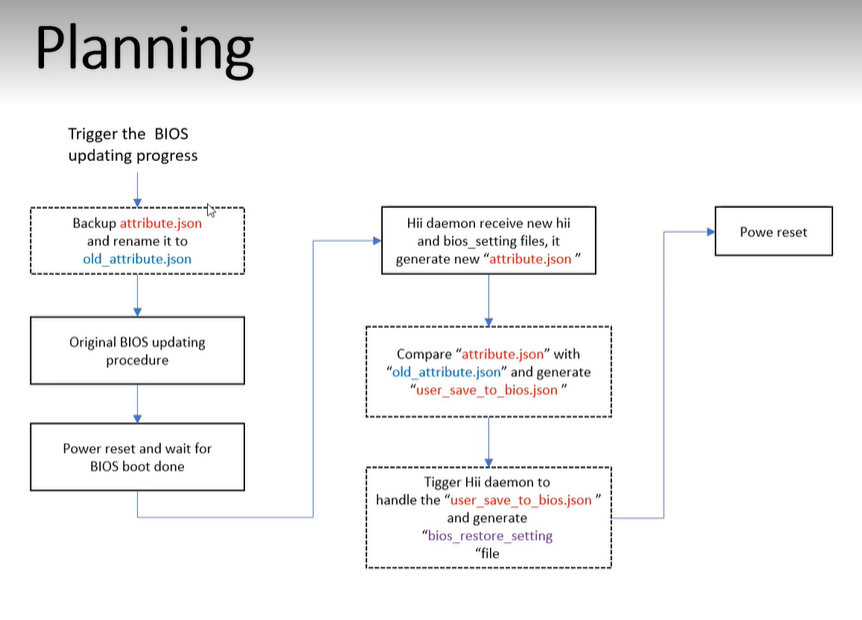 Planning
Trigger the BIOS
updating progress
Backup attribute.json
and rename it to
old_attribute.json
Original BIOS updating
procedure
Power reset and wait for
BIOS boot done
Hii daemon receive new hii
and bios_setting files, it
generate new “attribute.json ”
Compare “attribute.json” with
“old_attribute.json” and generate
“user_save_to_bios.json ”
Tigger Hii daemon to
handle the “user_save_to_bios.json ”
and generate
“bios_restore_setting
“file
Powe reset